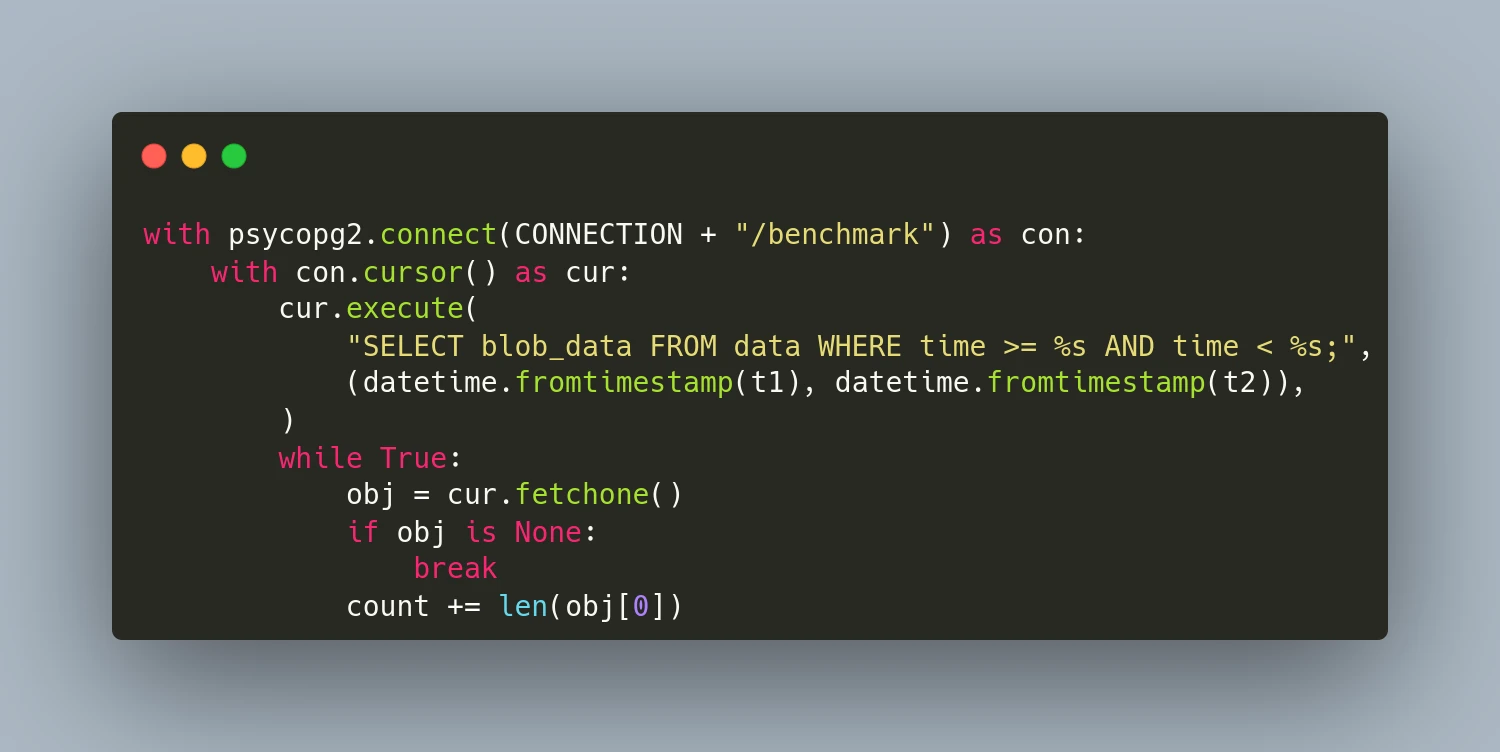 with psycopg2.connect(CONNECTION + "/benchmark") as con:
    with con.cursor() as cur:
        cur.execute(
            "SELECT blob_data FROM data WHERE time >= %s AND time < %s;",
            (datetime.fromtimestamp(t1), datetime.fromtimestamp(t2)),
        )
        while True:
            obj = cur.fetchone()
            if obj is None:
                break
            count += len(obj[0])